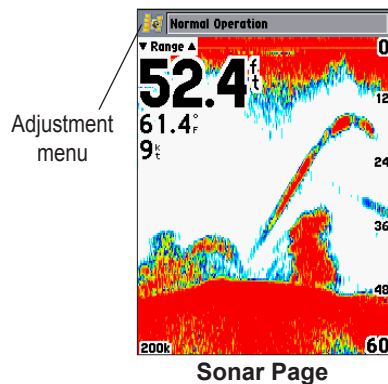 Normal Operation
▼ Range ▲
52.4 ft
61.4°F
9 kt
0
12
24
36
48
60
200k
Adjustment
menu
Sonar Page